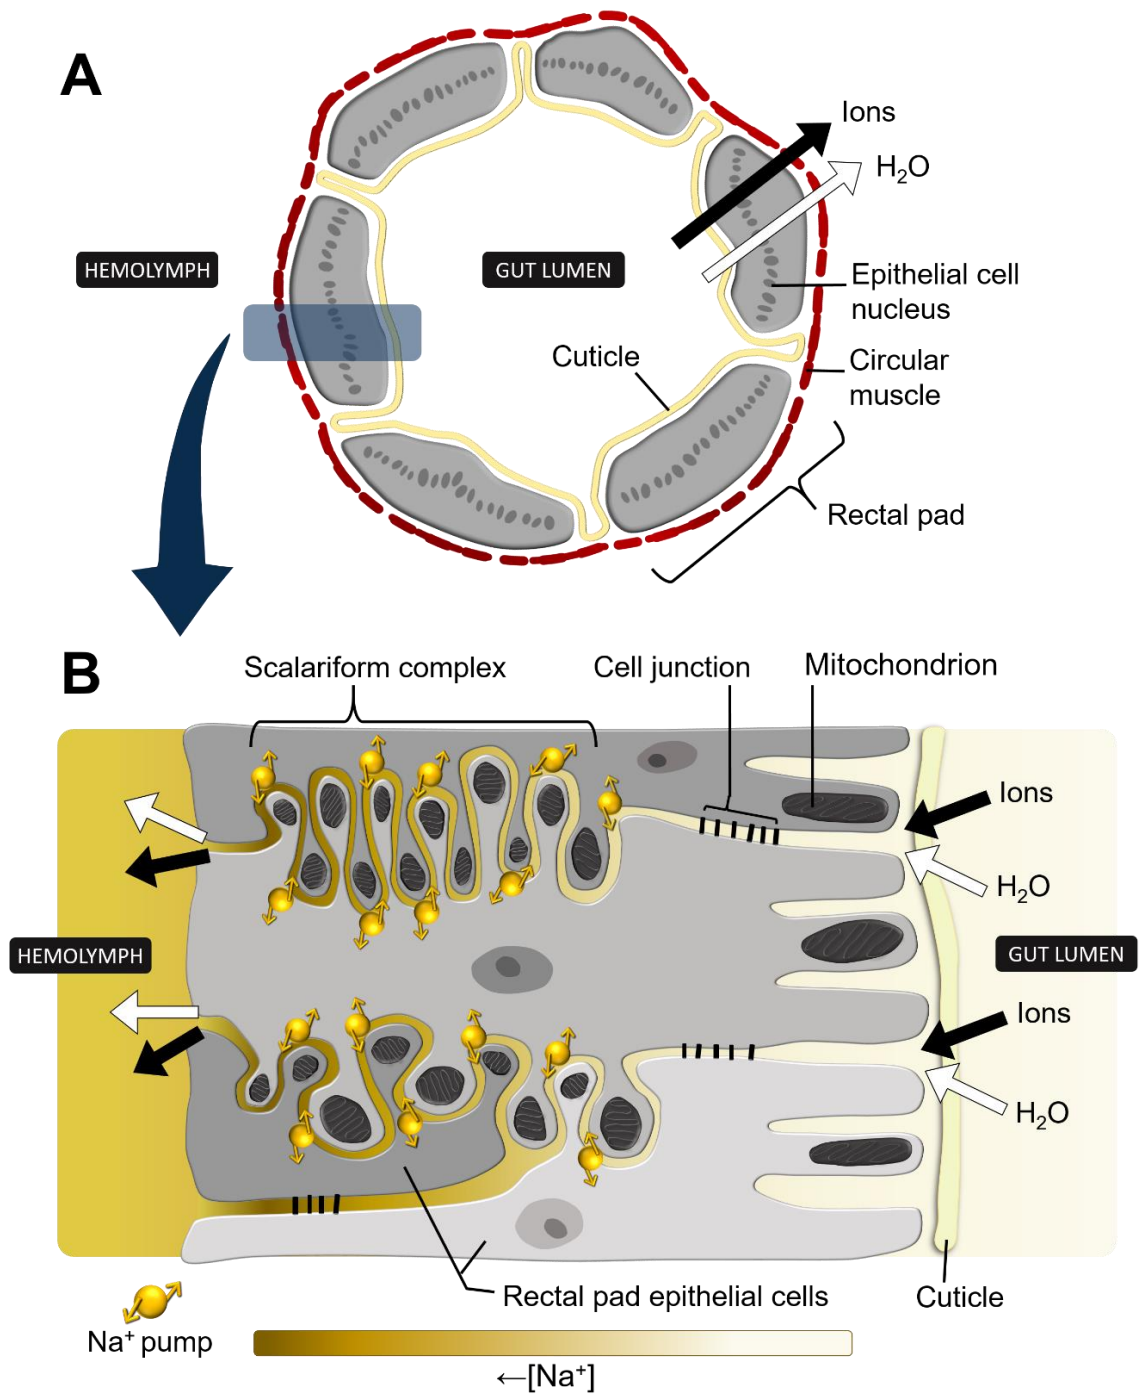 A
Ions
H₂O
HEMOLYMPH
GUT LUMEN
Epithelial cell
nucleus
Cuticle
Circular
muscle
Rectal pad
B
Scalariform complex
Cell junction
Mitochondrion
Ions
H₂O
HEMOLYMPH
GUT LUMEN
Ions
H₂O
Rectal pad epithelial cells
Cuticle
Na⁺ pump
←[Na⁺]